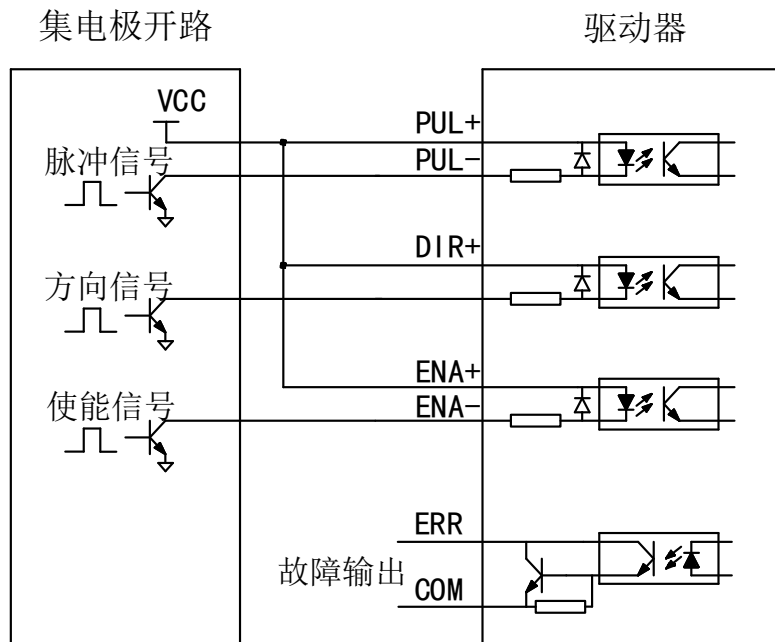 集电极开路
驱动器
VCC
PUL+
脉冲信号
PUL-
DIR+
方向信号
ENA+
使能信号
ENA-
ERR
故障输出
COM